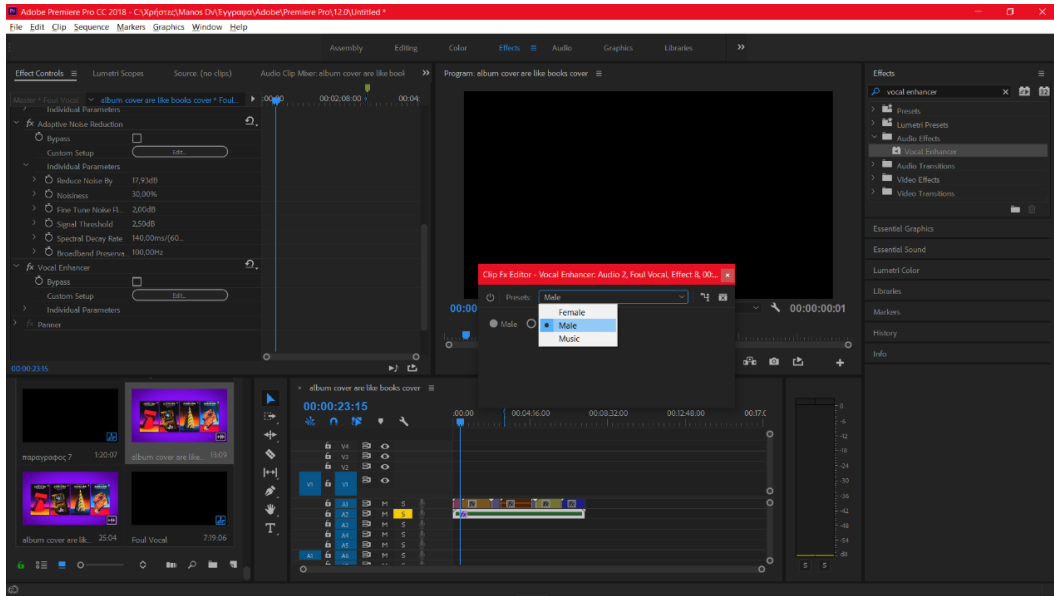 Adobe Premiere Pro CC 2018 - C:\Χρήστες\Manos Dv\Έγγραφα\Adobe\Premiere Pro\12.0\Untitled *
File Edit Clip Sequence Markers Graphics Window Help
Assembly Editing Color Effects Audio Graphics Libraries
Effect Controls Lumetri Scopes Source: (no clips) Audio Clip Mixer: album cover are like bool
Program: album cover are like books cover
Effects
Master * Foul Vocal album cover are like books cover * Foul... :00:00 00:02:08:00 00:04:
vocal enhancer
Individual Parameters
fx Adaptive Noise Reduction
Bypass
Custom Setup Edit...
Individual Parameters
Reduce Noise By 17,93dB
Noisiness 30,00%
Fine Tune Noise Fl... 2,00dB
Signal Threshold 2,50dB
Spectral Decay Rate 140,00ms/(60...
Broadband Preserva... 100,00Hz
fx Vocal Enhancer
Bypass
Custom Setup Edit...
Individual Parameters
fx Panner
00:00:23:15
Presets
Lumetri Presets
Audio Effects
Vocal Enhancer
Audio Transitions
Video Effects
Video Transitions
Essential Graphics
Essential Sound
Lumetri Color
Libraries
Markers
History
Info
Clip Fx Editor - Vocal Enhancer: Audio 2, Foul Vocal, Effect 8, 00:...
Presets: Male
Female
Male
Music
Male
00:00
00:00:00:01
παραγραφος 7 1:20:07
album cover are like... 13:09
album cover are lik... 25:04
Foul Vocal 7:19:06
album cover are like books cover
00:00:23:15
:00:00 00:04:16:00 00:08:32:00 00:12:48:00 00:17:0
V4
V3
V2
V1 V1
A1 M S
A2 M S
A3 M S
A4 M S
A5 M S
A1 A6 M S
0
-6
-12
-18
-24
-30
-36
-42
-48
-54
dB
S S